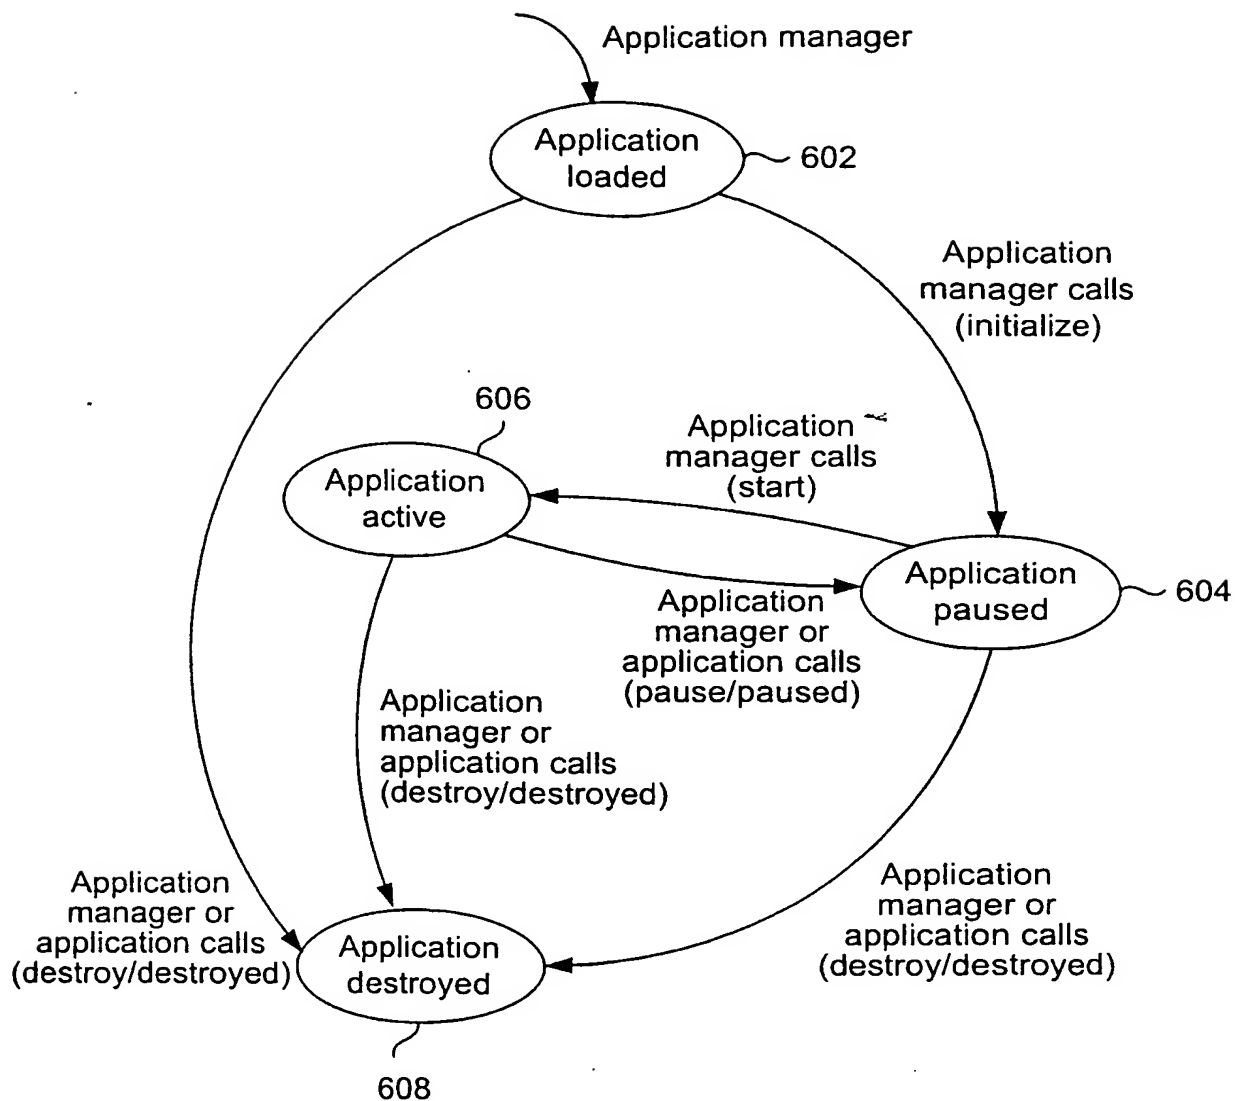 Application manager
Application
loaded
602
Application
manager calls
(initialize)
606
Application
manager calls
(start)
Application
active
Application
paused
604
Application
manager or
application calls
(pause/paused)
Application
manager or
application calls
(destroy/destroyed)
Application
manager or
application calls
(destroy/destroyed)
Application
manager or
application calls
(destroy/destroyed)
Application
destroyed
608